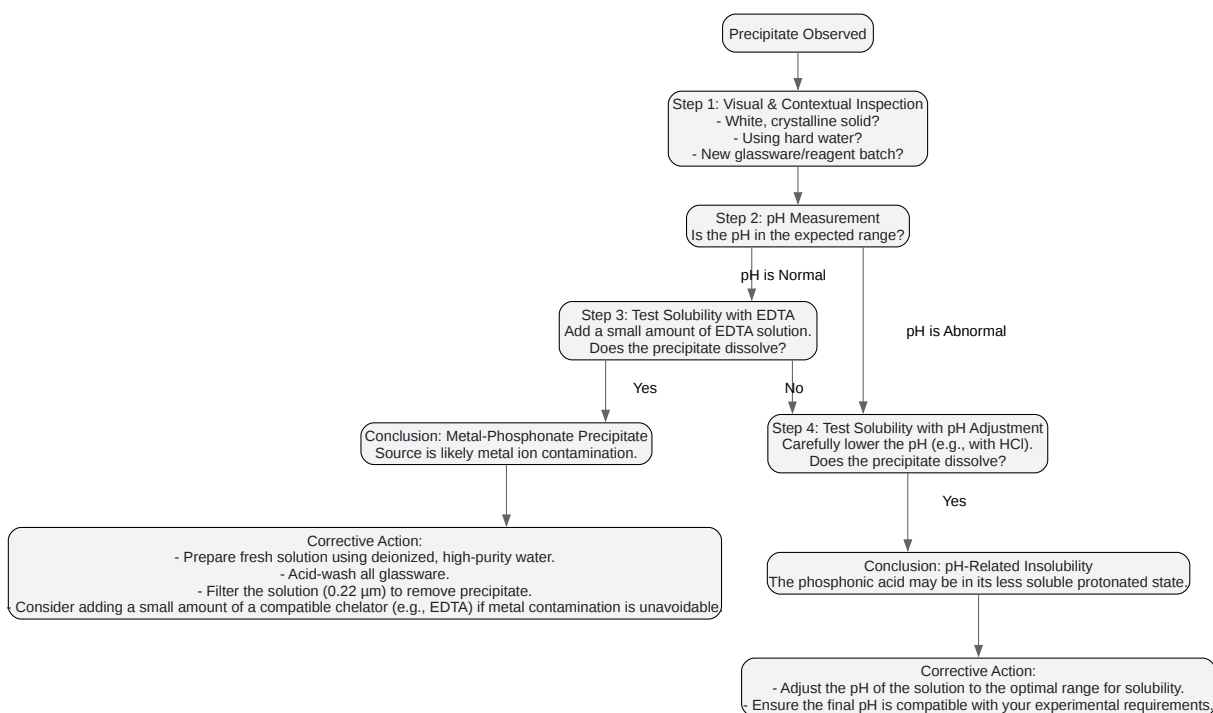 Precipitate Observed
Step 1: Visual & Contextual Inspection
- White, crystalline solid?
- Using hard water?
- New glassware/reagent batch?
Step 2: pH Measurement
Is the pH in the expected range?
pH is Normal
Step 3: Test Solubility with EDTA
Add a small amount of EDTA solution.
Does the precipitate dissolve?
pH is Abnormal
Yes
No
Conclusion: Metal-Phosphonate Precipitate
Source is likely metal ion contamination.
Step 4: Test Solubility with pH Adjustment
Carefully lower the pH (e.g., with HCl).
Does the precipitate dissolve?
Yes
Corrective Action:
- Prepare fresh solution using deionized, high-purity water.
- Acid-wash all glassware.
- Filter the solution (0.22 µm) to remove precipitate.
- Consider adding a small amount of a compatible chelator (e.g., EDTA) if metal contamination is unavoidable.
Conclusion: pH-Related Insolubility
The phosphonic acid may be in its less soluble protonated state.
Corrective Action:
- Adjust the pH of the solution to the optimal range for solubility.
- Ensure the final pH is compatible with your experimental requirements.